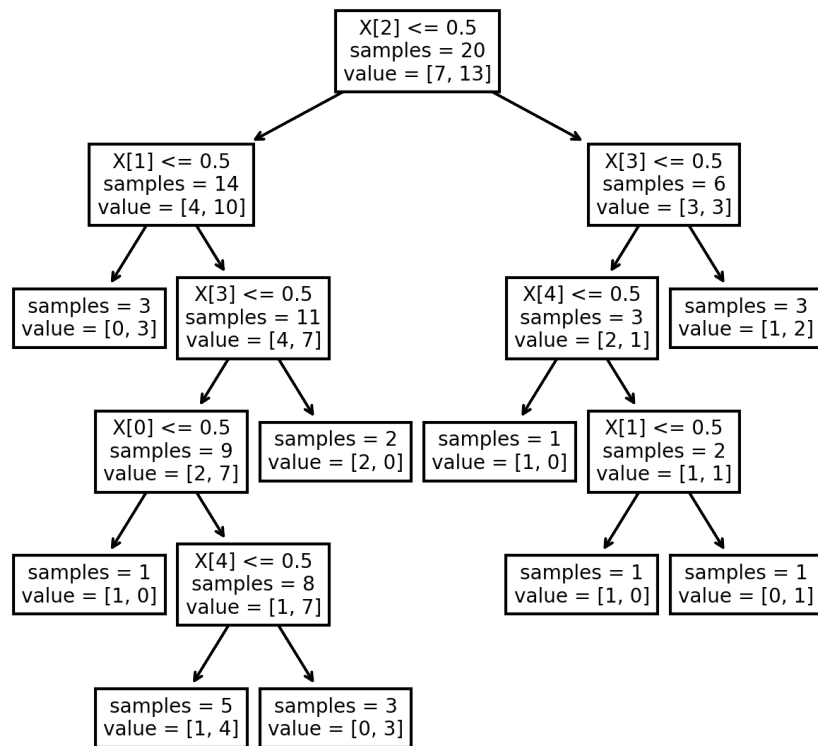 X[2] <= 0.5
samples = 20
value = [7, 13]
X[1] <= 0.5
samples = 14
value = [4, 10]
X[3] <= 0.5
samples = 6
value = [3, 3]
samples = 3
value = [0, 3]
X[3] <= 0.5
samples = 11
value = [4, 7]
X[4] <= 0.5
samples = 3
value = [2, 1]
samples = 3
value = [1, 2]
X[0] <= 0.5
samples = 9
value = [2, 7]
samples = 2
value = [2, 0]
samples = 1
value = [1, 0]
X[1] <= 0.5
samples = 2
value = [1, 1]
samples = 1
value = [1, 0]
X[4] <= 0.5
samples = 8
value = [1, 7]
samples = 1
value = [1, 0]
samples = 1
value = [0, 1]
samples = 5
value = [1, 4]
samples = 3
value = [0, 3]